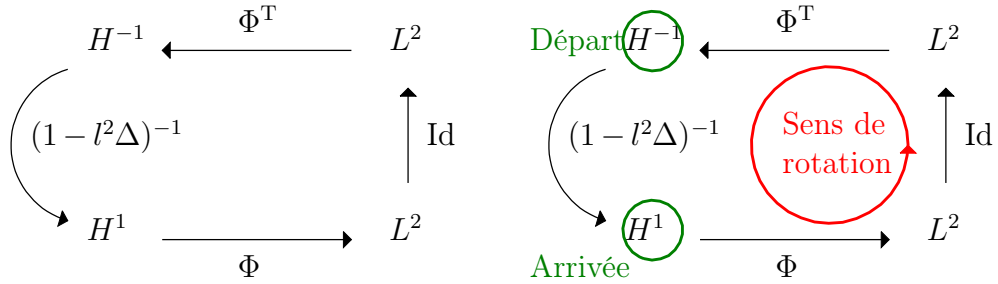 Φ^T
H^{-1} L^2
(1 − l^2Δ)^{-1} Id
H^1 L^2
Φ
Φ^T
Départ H^{-1} L^2
(1 − l^2Δ)^{-1} Sens de Id
rotation
H^1 L^2
Arrivée Φ